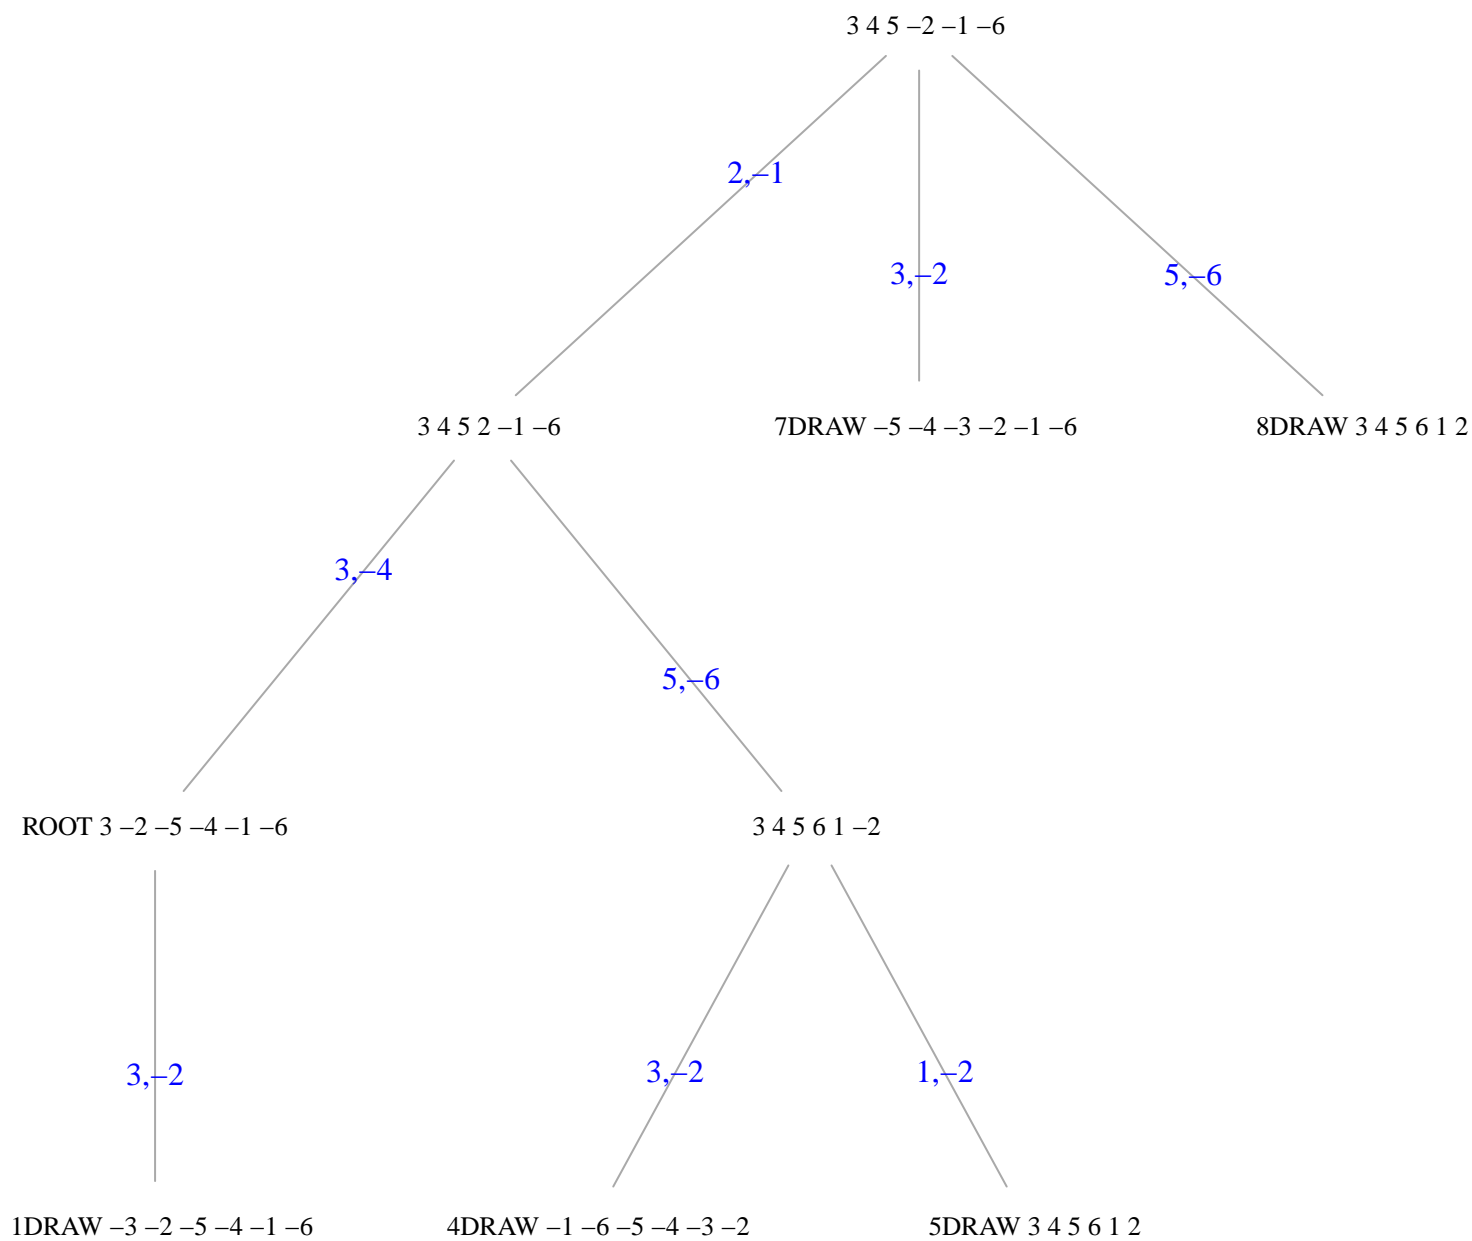 3 4 5 –2 –1 –6
2,–1
3,–2
5,–6
3 4 5 2 –1 –6
7DRAW –5 –4 –3 –2 –1 –6
8DRAW 3 4 5 6 1 2
3,–4
5,–6
ROOT 3 –2 –5 –4 –1 –6
3 4 5 6 1 –2
3,–2
3,–2
1,–2
1DRAW –3 –2 –5 –4 –1 –6
4DRAW –1 –6 –5 –4 –3 –2
5DRAW 3 4 5 6 1 2